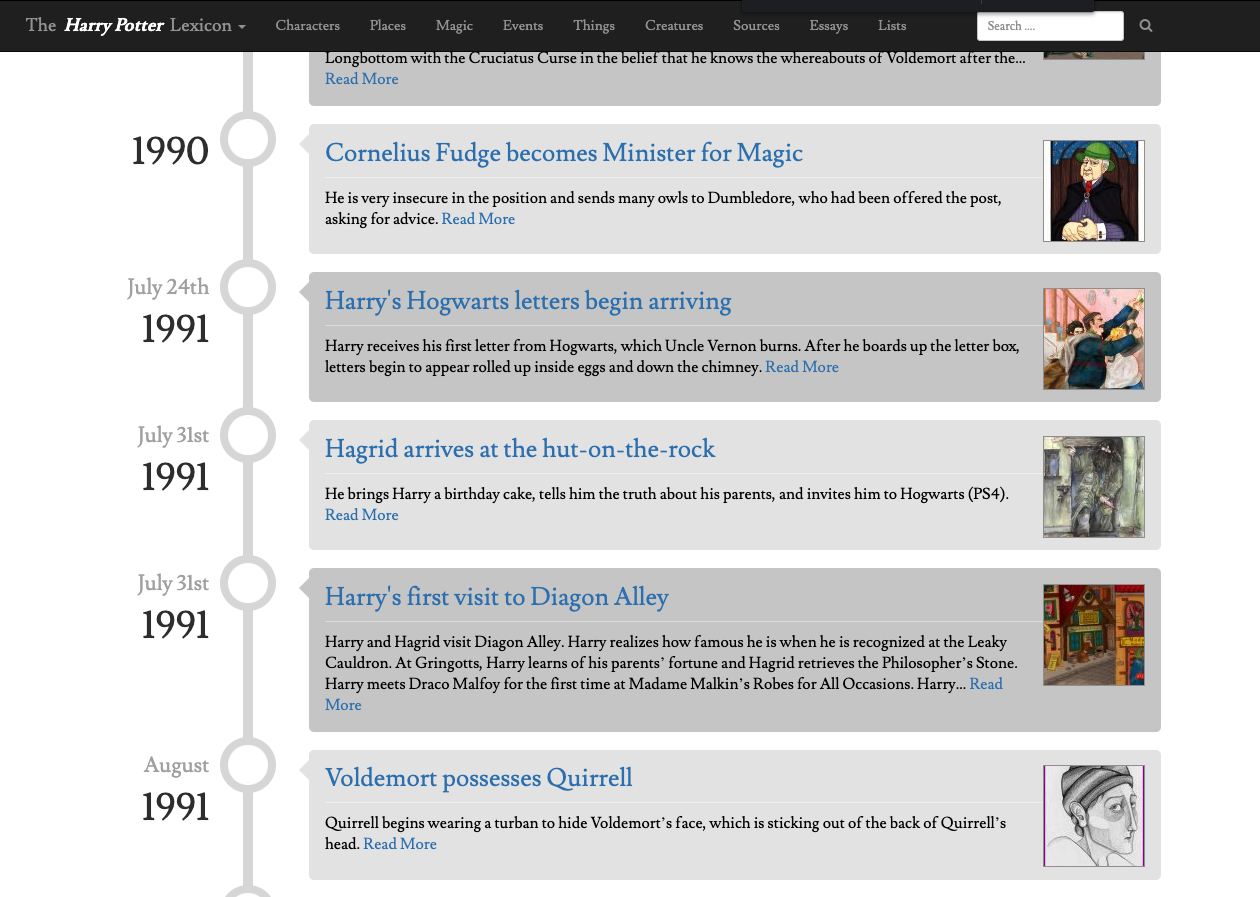 The Harry Potter Lexicon Characters Places Magic Events Things Creatures Sources Essays Lists Search ....
Longbottom with the Cruciatus Curse in the belief that he knows the whereabouts of Voldemort after the...
Read More
1990
Cornelius Fudge becomes Minister for Magic
He is very insecure in the position and sends many owls to Dumbledore, who had been offered the post,
asking for advice. Read More
July 24th
1991
Harry's Hogwarts letters begin arriving
Harry receives his first letter from Hogwarts, which Uncle Vernon burns. After he boards up the letter box,
letters begin to appear rolled up inside eggs and down the chimney. Read More
July 31st
1991
Hagrid arrives at the hut-on-the-rock
He brings Harry a birthday cake, tells him the truth about his parents, and invites him to Hogwarts (PS4).
Read More
July 31st
1991
Harry's first visit to Diagon Alley
Harry and Hagrid visit Diagon Alley. Harry realizes how famous he is when he is recognized at the Leaky
Cauldron. At Gringotts, Harry learns of his parents’ fortune and Hagrid retrieves the Philosopher’s Stone.
Harry meets Draco Malfoy for the first time at Madame Malkin’s Robes for All Occasions. Harry... Read
More
August
1991
Voldemort possesses Quirrell
Quirrell begins wearing a turban to hide Voldemort’s face, which is sticking out of the back of Quirrell’s
head. Read More